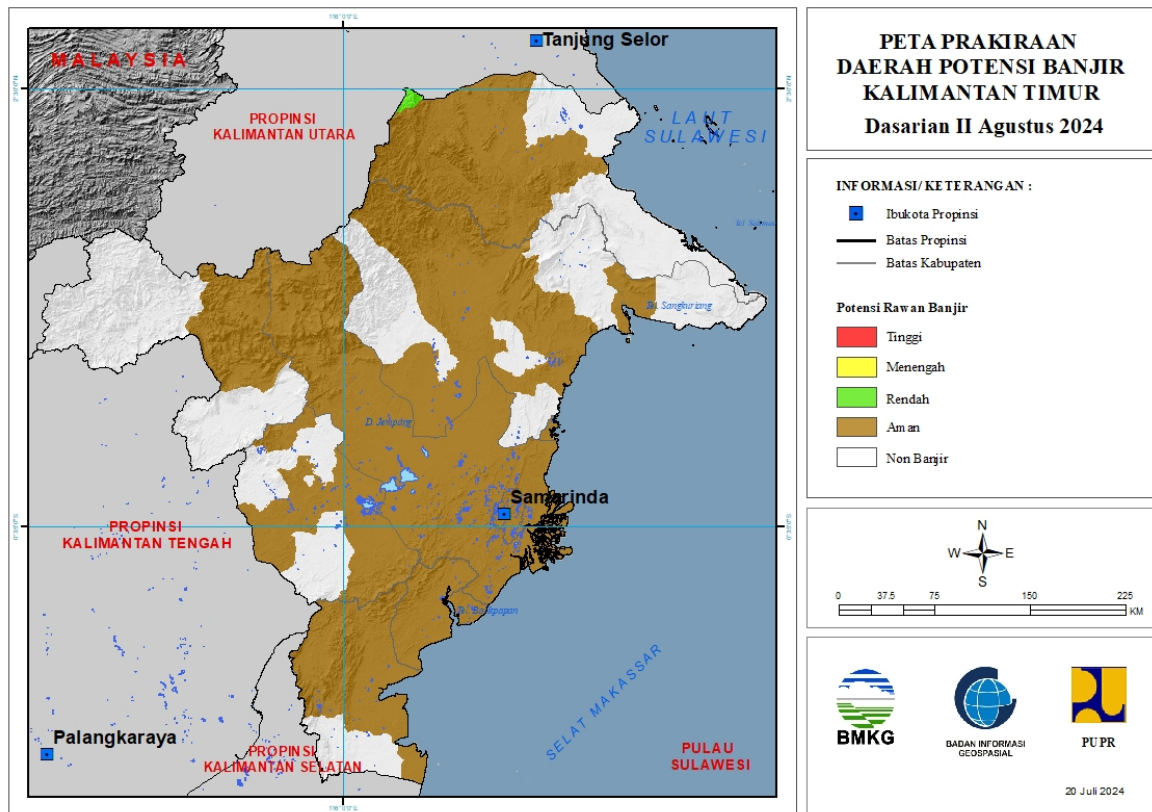 Tanjung Selor
MALAYSIA
PROPINSI
KALIMANTAN UTARA
LAUT
SULAWESI
Tel. Sangkuriang
D. Jempang
Samarinda
PROPINSI
KALIMANTAN TENGAH
Tel. Balikpapan
SELAT MAKASSAR
Palangkaraya
PROPINSI
KALIMANTAN SELATAN
PULAU
SULAWESI
PETA PRAKIRAAN
DAERAH POTENSI BANJIR
KALIMANTAN TIMUR
Dasarian II Agustus 2024
INFORMASI/ KETERANGAN :
Ibukota Propinsi
Batas Propinsi
Batas Kabupaten
Potensi Rawan Banjir
Tinggi
Menengah
Rendah
Aman
Non Banjir
N
W E
S
0 37.5 75 150 225
KM
BMKG
BADAN INFORMASI
GEOSPASIAL
PUPR
20 Juli 2024